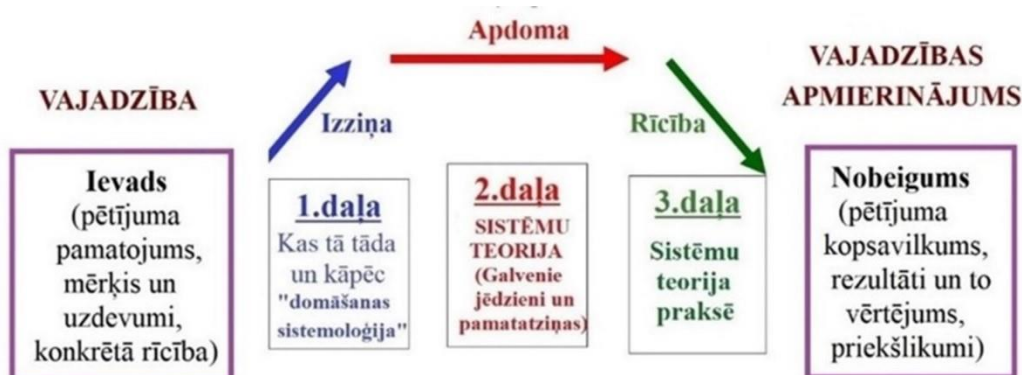 Apdoma
VAJADZĪBA
Izziņa
Rīcība
VAJADZĪBAS
APMIERINĀJUMS
Ievads
(pētījuma
pamatojums,
mērķis un
uzdevumi,
konkrētā rīcība)
1.daļa
Kas tā tāda
un kāpēc
"domāšanas
sistemoloģija"
2.daļa
SISTĒMU
TEORIJA
(Galvenie
jēdzieni un
pamatatziņas)
3.daļa
Sistēmu
teorija
praksē
Nobeigums
(pētījuma
kopsavilkums,
rezultāti un to
vērtējums,
priekšlikumi)